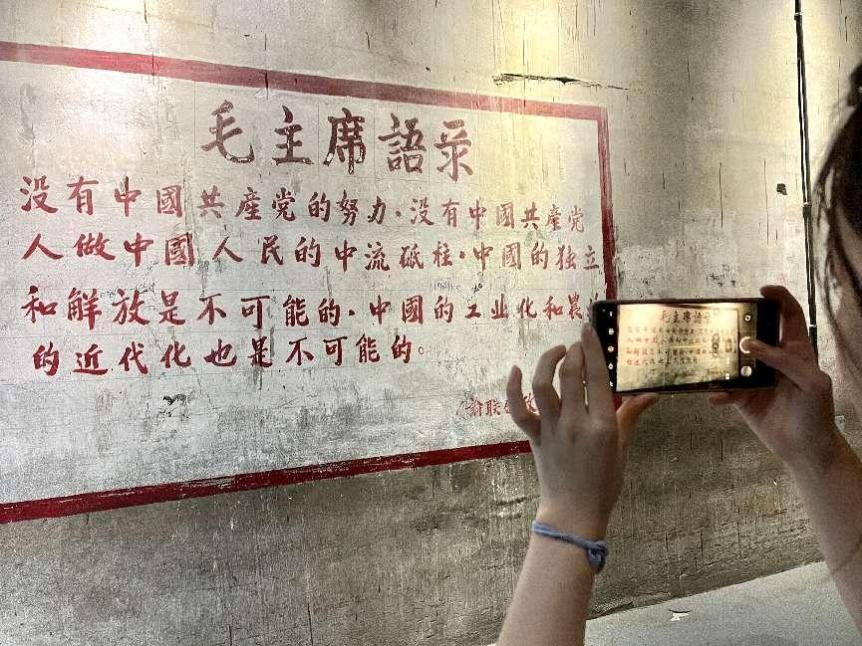 毛主席語录
没有中國共産党的努力,没有中國共産党
人做中國人民的中流砥柱,中國的独立
和解放是不可能的,中國的工业化和農
的近代化也是不可能的。